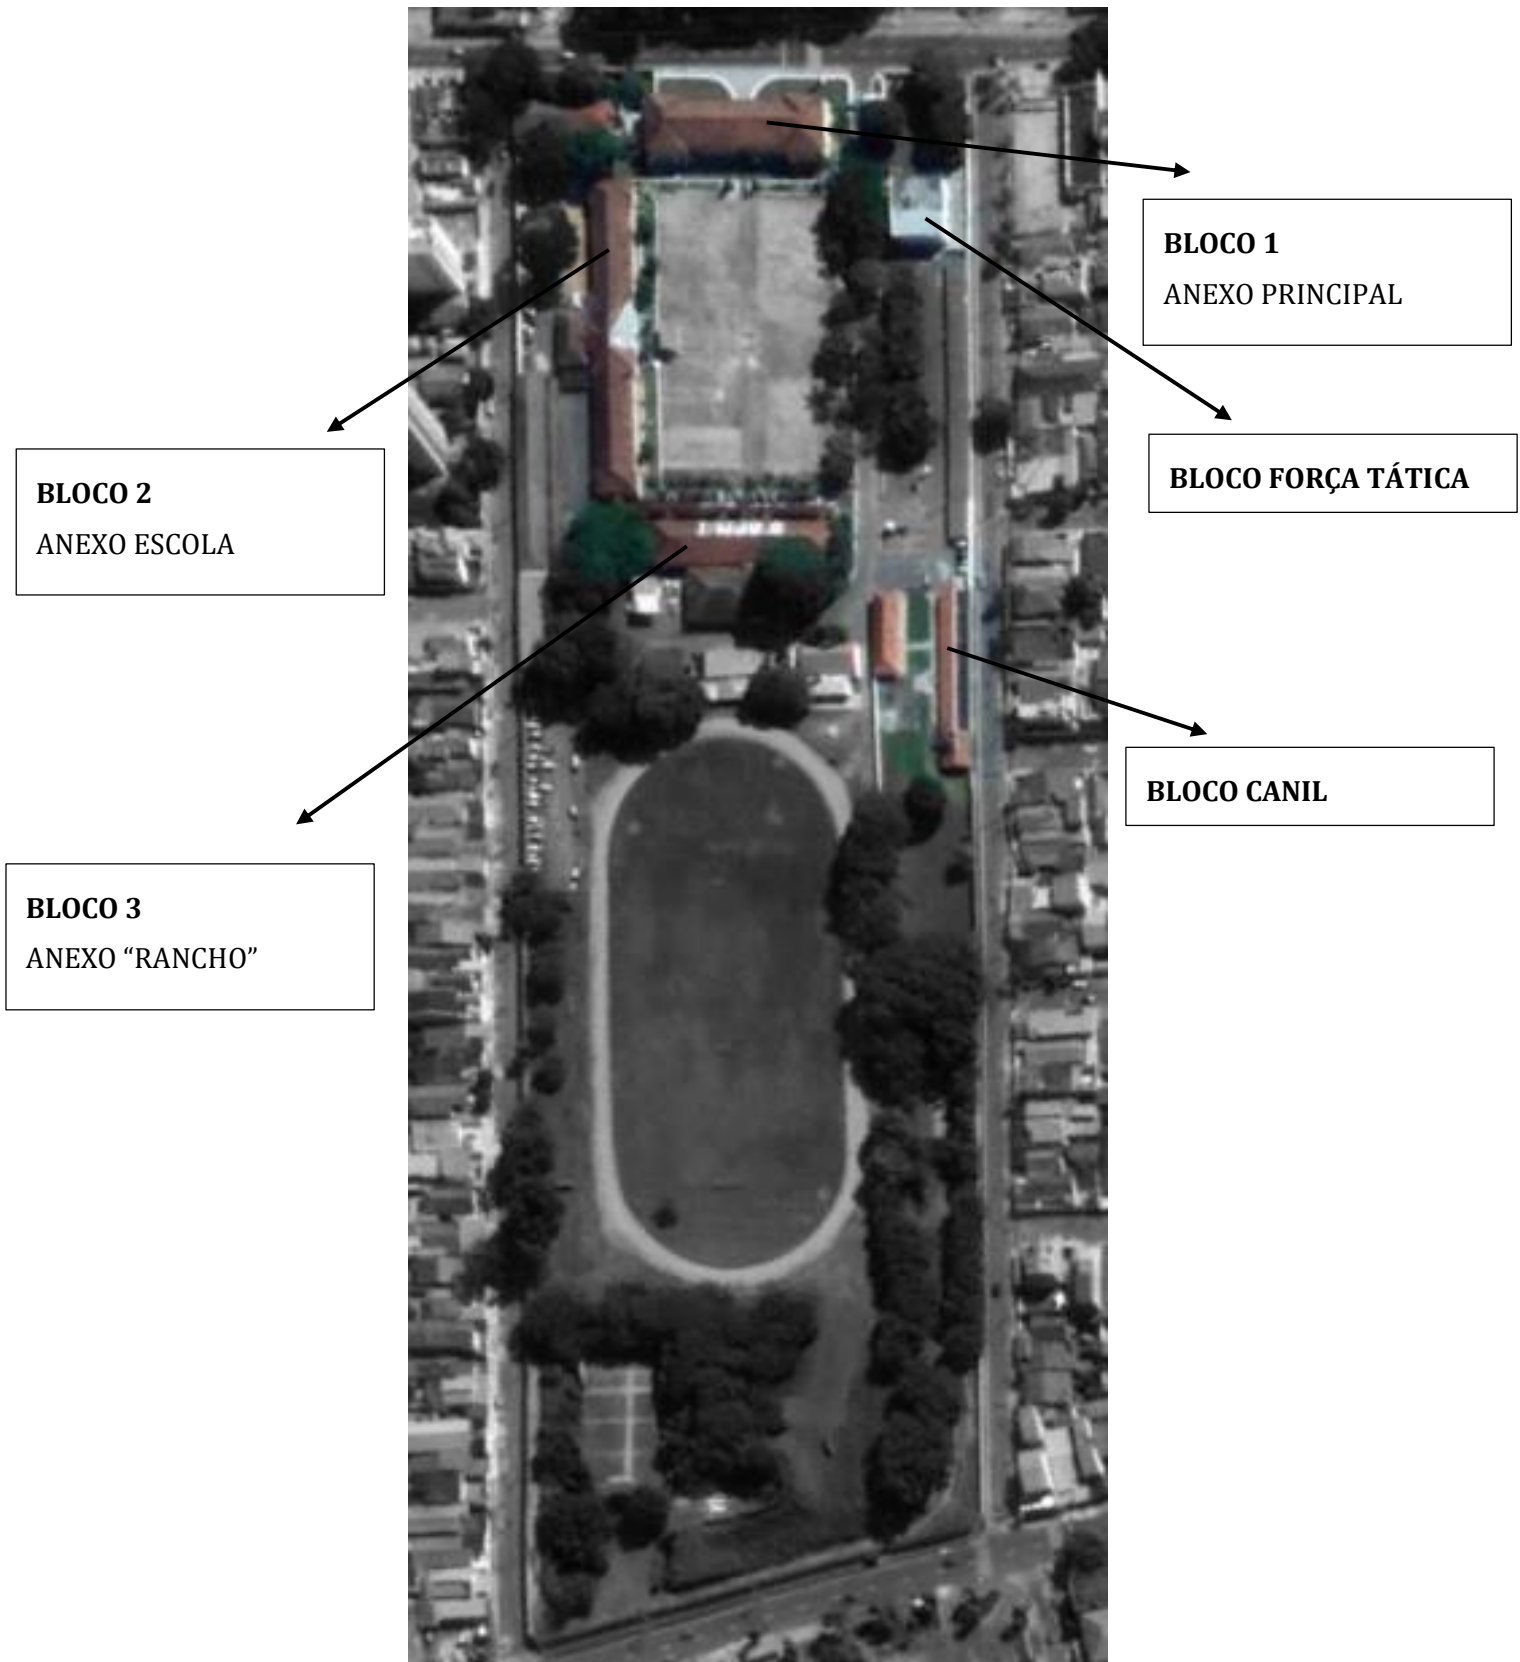 BLOCO 1
ANEXO PRINCIPAL
BLOCO FORÇA TÁTICA
BLOCO 2
ANEXO ESCOLA
BLOCO CANIL
BLOCO 3
ANEXO “RANCHO”